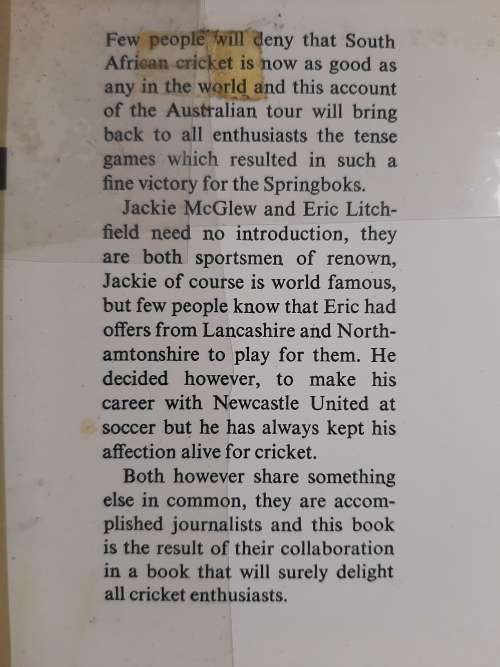 Few people will deny that South
African cricket is now as good as
any in the world and this account
of the Australian tour will bring
back to all enthusiasts the tense
games which resulted in such a
fine victory for the Springboks.
Jackie McGlew and Eric Litch-
field need no introduction, they
are both sportsmen of renown,
Jackie of course is world famous,
but few people know that Eric had
offers from Lancashire and North-
amtonshire to play for them. He
decided however, to make his
career with Newcastle United at
soccer but he has always kept his
affection alive for cricket.
Both however share something
else in common, they are accom-
plished journalists and this book
is the result of their collaboration
in a book that will surely delight
all cricket enthusiasts.